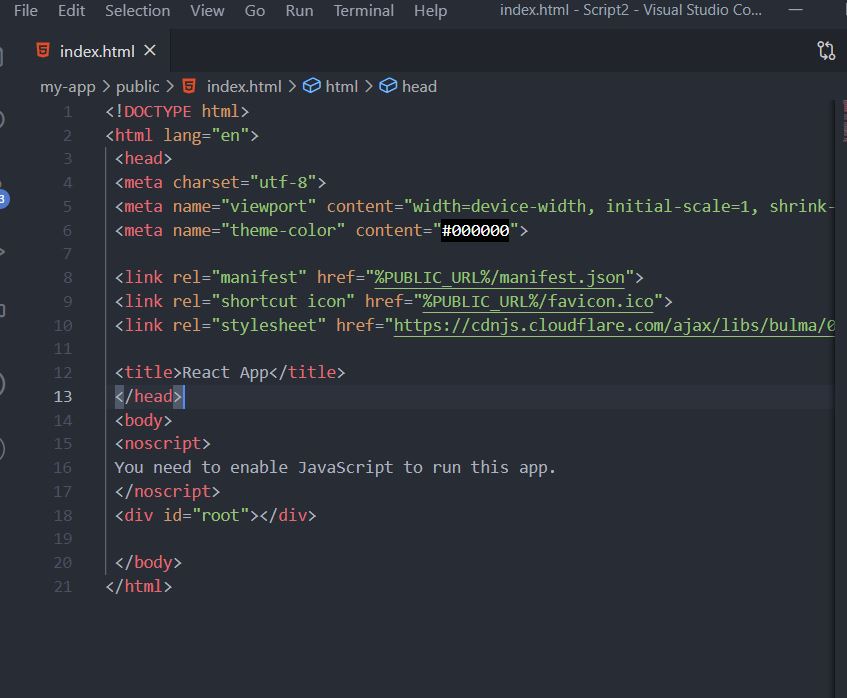 File Edit Selection View Go Run Terminal Help index.html - Script2 - Visual Studio Co...
index.html
my-app > public > index.html > html > head
1 <!DOCTYPE html>
2 <html lang="en">
3 <head>
4 <meta charset="utf-8">
5 <meta name="viewport" content="width=device-width, initial-scale=1, shrink-
6 <meta name="theme-color" content="#000000">
7
8 <link rel="manifest" href="%PUBLIC_URL%/manifest.json">
9 <link rel="shortcut icon" href="%PUBLIC_URL%/favicon.ico">
10 <link rel="stylesheet" href="https://cdnjs.cloudflare.com/ajax/libs/bulma/0
11
12 <title>React App</title>
13 </head>
14 <body>
15 <noscript>
16 You need to enable JavaScript to run this app.
17 </noscript>
18 <div id="root"></div>
19
20 </body>
21 </html>
3